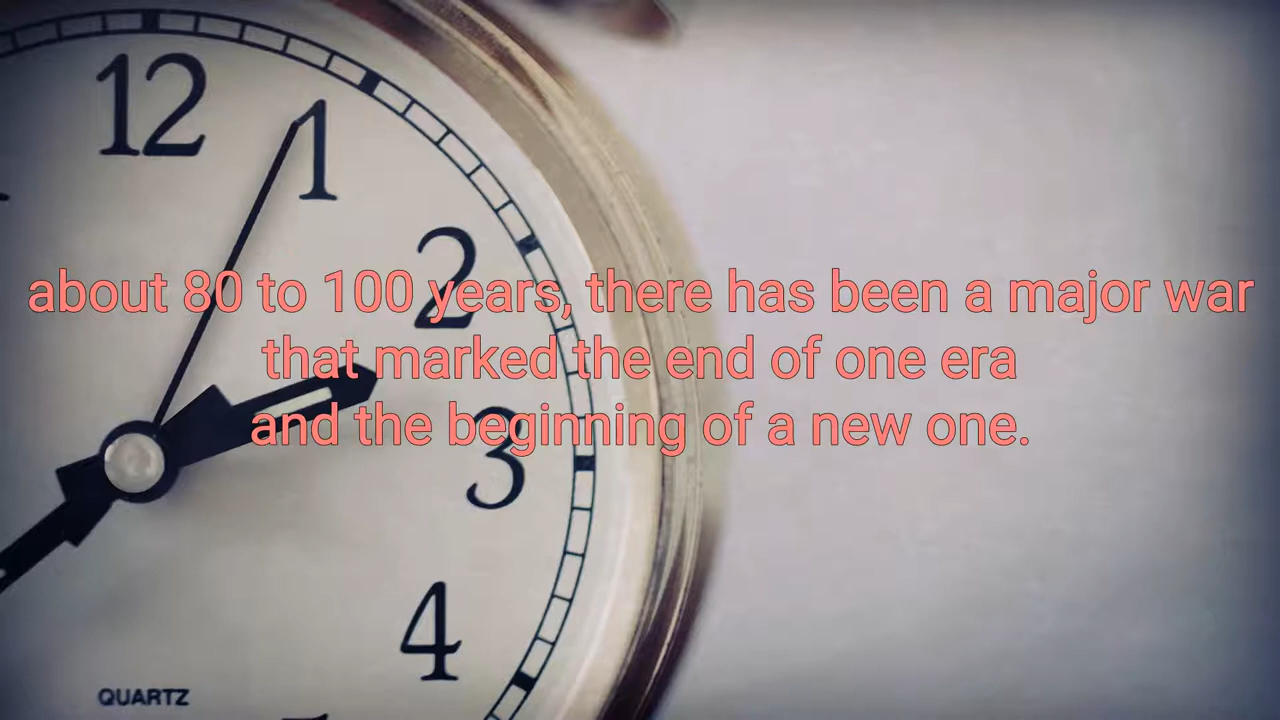 12
1
2
about 80 to 100 years, there has been a major war
that marked the end of one era
and the beginning of a new one.
3
4
QUARTZ